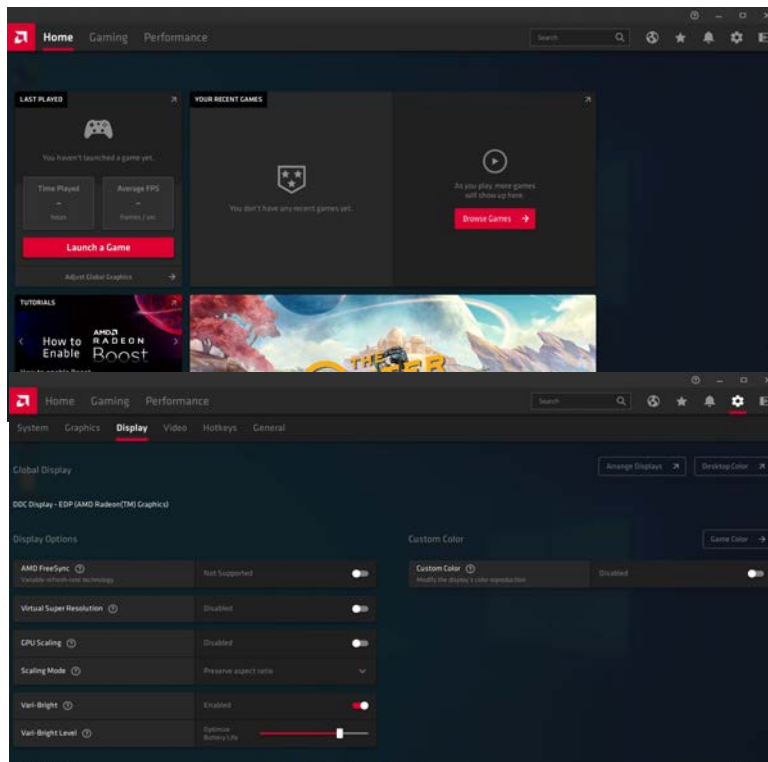 Home Gaming Performance
Search
LAST PLAYED
YOUR RECENT GAMES
You haven't launched a game yet.
Time Played
Average FPS
-
-
hours
frames / sec
You don't have any recent games yet.
As you play, more games
will show up here.
Launch a Game
Browse Games
Adjust Global Graphics
TUTORIALS
How to
Enable
AMD
RADEON
Boost
THE
Home Gaming Performance
Search
System Graphics Display Video Hotkeys General
Global Display
Arrange Displays
Desktop Color
DDC Display - EDP (AMD Radeon(TM) Graphics)
Display Options
Custom Color
Game Color
AMD FreeSync
Variable refresh rate technology
Not Supported
Custom Color
Modify the display's color reproduction
Disabled
Virtual Super Resolution
Disabled
GPU Scaling
Disabled
Scaling Mode
Preserve aspect ratio
Vari-Bright
Enabled
Vari-Bright Level
Optimize
Battery Life